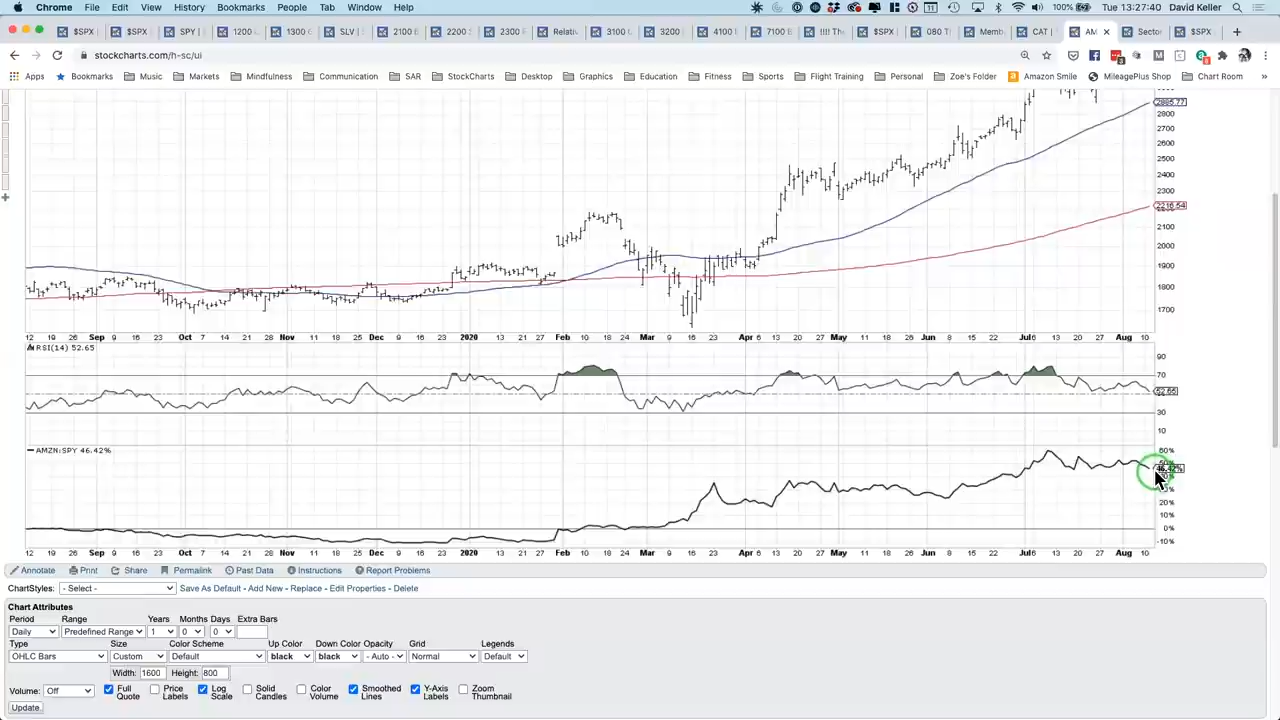 Chrome File Edit View History Bookmarks People Tab Window Help 100% Tue 13:27:40 David Keller
$SPX $SPX SPY 1200 1300 SLV 2100 2200 2300 Relativ 3100 3200 4100 7100 !!!! The $SPX 080 Memb CAT AM Sector $SPX
stockcharts.com/h-sc/ui
Apps Bookmarks Music Markets Mindfulness Communication SAR StockCharts Desktop Graphics Education Fitness Sports Flight Training Personal Zoe's Folder Amazon Smile MileagePlus Shop Chart Room »
2885.77
2800
2700
2600
2500
2400
2300
2216.54
2100
2000
1900
1800
1700
12 19 26 Sep 9 16 23 Oct 7 14 21 Nov 11 18 25 Dec 9 16 23 2020 13 21 27 Feb 10 18 24 Mar 9 16 23 Apr 6 13 20 May 11 18 26 Jun 8 15 22 Jul 6 13 20 27 Aug 10
RSI(14) 52.65
90
70
30
10
AMZN:SPY 46.42%
60%
46.42%
20%
10%
0%
-10%
12 19 26 Sep 9 16 23 Oct 7 14 21 Nov 11 18 25 Dec 9 16 23 2020 13 21 27 Feb 10 18 24 Mar 9 16 23 Apr 6 13 20 May 11 18 26 Jun 8 15 22 Jul 6 13 20 27 Aug 10
Annotate Print Share Permalink Past Data Instructions Report Problems
ChartStyles: - Select - Save As Default - Add New - Replace - Edit Properties - Delete
Chart Attributes
Period Range Years Months Days Extra Bars
Daily Predefined Range 1 0 0
Type Size Color Scheme Up Color Down Color Opacity Grid Legends
OHLC Bars Custom Default black black - Auto - Normal Default
Width: 1600 Height: 800
Volume: Off Full Quote Price Labels Log Scale Solid Candles Color Volume Smoothed Lines Y-Axis Labels Zoom Thumbnail
Update